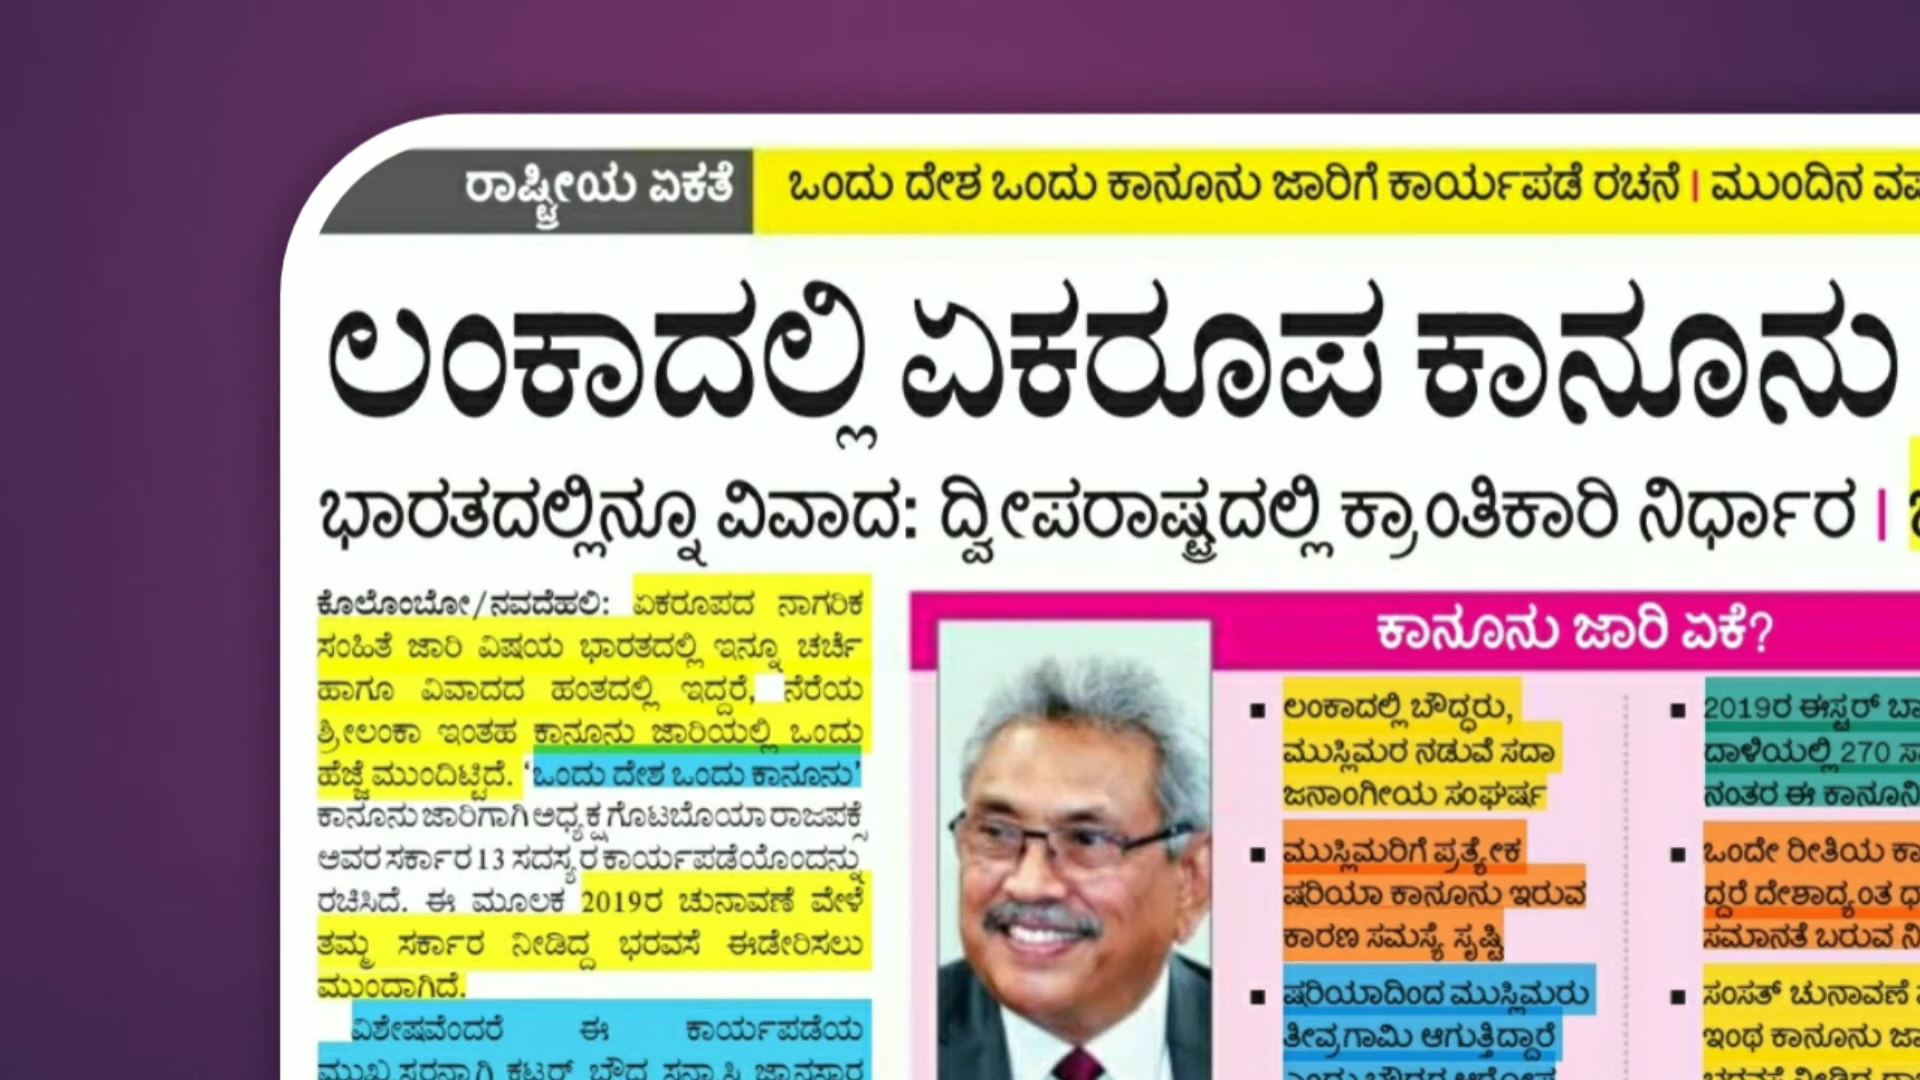 ರಾಷ್ಟ್ರೀಯ ಏಕತೆ
ಒಂದು ದೇಶ ಒಂದು ಕಾನೂನು ಜಾರಿಗೆ ಕಾರ್ಯಪಡೆ ರಚನೆ | ಮುಂದಿನ
ಲಂಕಾದಲ್ಲಿ ಏಕರೂಪ ಕಾನೂನು
ಭಾರತದಲ್ಲಿನ್ನೂ ವಿವಾದ: ದ್ವೀಪರಾಷ್ಟ್ರದಲ್ಲಿ ಕ್ರಾಂತಿಕಾರಿ ನಿರ್ಧಾರ |
ಕೊಲೊಂಬೋ/ನವದೆಹಲಿ: ಏಕರೂಪದ ನಾಗರಿಕ
ಸಂಹಿತೆ ಜಾರಿ ವಿಷಯ ಭಾರತದಲ್ಲಿ ಇನ್ನೂ ಚರ್ಚೆ
ಹಾಗೂ ವಿವಾದದ ಹಂತದಲ್ಲಿ ಇದ್ದರೆ, ನೆರೆಯ
ಶ್ರೀಲಂಕಾ ಇಂತಹ ಕಾನೂನು ಜಾರಿಯಲ್ಲಿ ಒಂದು
ಹೆಜ್ಜೆ ಮುಂದಿಟ್ಟಿದೆ. ‘ಒಂದು ದೇಶ ಒಂದು ಕಾನೂನು’
ಕಾನೂನು ಜಾರಿಗಾಗಿ ಅಧ್ಯಕ್ಷ ಗೊಟಬೊಯಾ ರಾಜಪಕ್ಸೆ
ಅವರ ಸರ್ಕಾರ 13 ಸದಸ್ಯರ ಕಾರ್ಯಪಡೆಯೊಂದನ್ನು
ರಚಿಸಿದೆ. ಈ ಮೂಲಕ 2019ರ ಚುನಾವಣೆ ವೇಳೆ
ತಮ್ಮ ಸರ್ಕಾರ ನೀಡಿದ್ದ ಭರವಸೆ ಈಡೇರಿಸಲು
ಮುಂದಾಗಿದೆ.
ವಿಶೇಷವೆಂದರೆ ಈ ಕಾರ್ಯಪಡೆಯ
ಕಾನೂನು ಜಾರಿ ಏಕೆ?
■ ಲಂಕಾದಲ್ಲಿ ಬೌದ್ಧರು,
ಮುಸ್ಲಿಮರ ನಡುವೆ ಸದಾ
ಜನಾಂಗೀಯ ಸಂಘರ್ಷ
■ ಮುಸ್ಲಿಮರಿಗೆ ಪ್ರತ್ಯೇಕ
ಷರಿಯಾ ಕಾನೂನು ಇರುವ
ಕಾರಣ ಸಮಸ್ಯೆ ಸೃಷ್ಟಿ
■ ಷರಿಯಾದಿಂದ ಮುಸ್ಲಿಮರು
ತೀವ್ರಗಾಮಿ ಆಗುತ್ತಿದ್ದಾರೆ
■ 2019ರ ಈಸ್ಟರ್
ದಾಳಿಯಲ್ಲಿ 270
ನಂತರ ಈ
■ ಒಂದೇ ರೀತಿಯ
ದ್ದರೆ ದೇಶಾದ್ಯಂತ
ಸಮಾನತೆ ಬರುವ
■ ಸಂಸತ್ ಚುನಾವಣೆ
ಇಂಥ ಕಾನೂನು